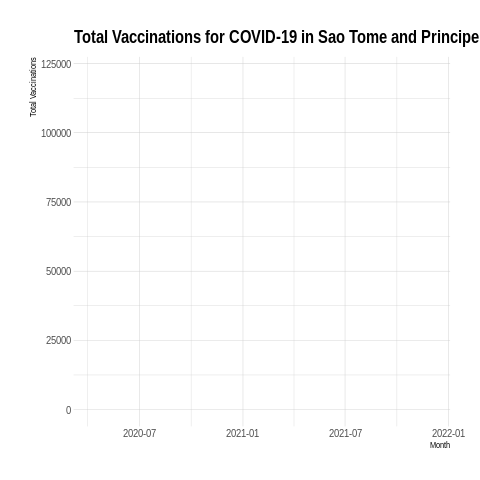 Total Vaccinations for COVID-19 in Sao Tome and Principe
Total Vaccinations
125000
100000
75000
50000
25000
0
2020-07 2021-01 2021-07 2022-01
Month